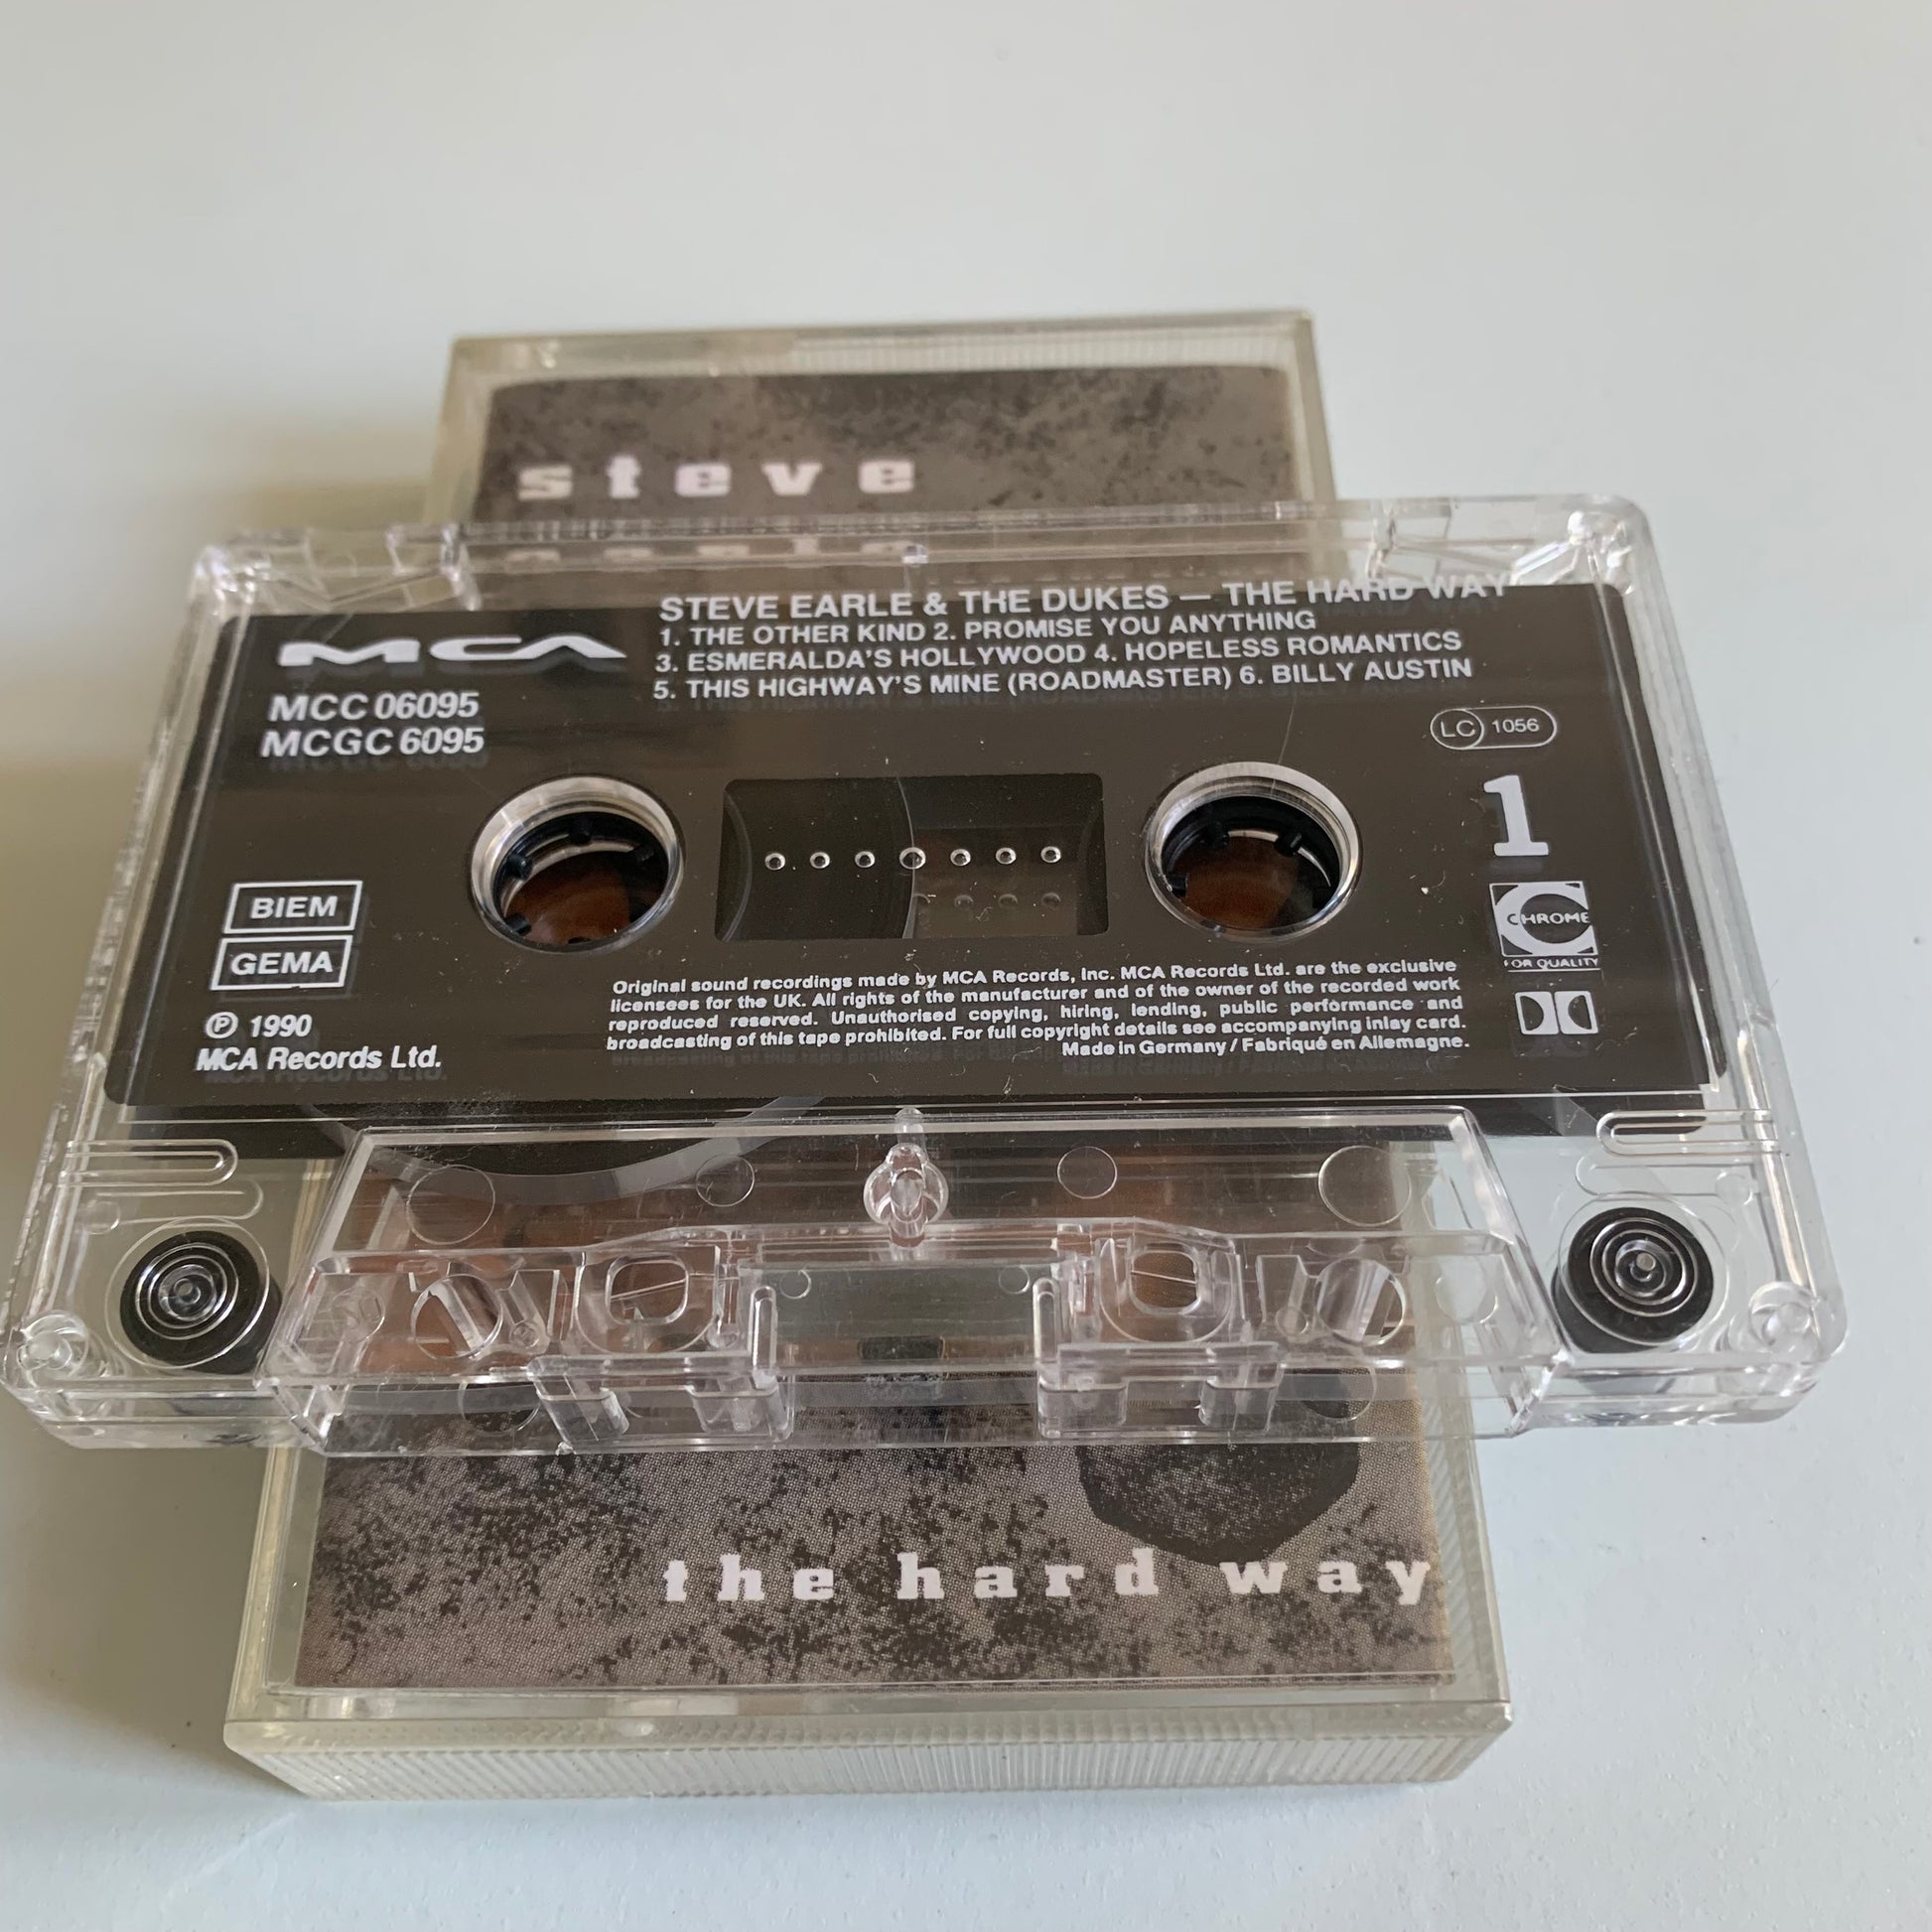 steve
earle
MCA
STEVE EARLE & THE DUKES — THE HARD WAY
1. THE OTHER KIND 2. PROMISE YOU ANYTHING
3. ESMERALDA'S HOLLYWOOD 4. HOPELESS ROMANTICS
5. THIS HIGHWAY'S MINE (ROADMASTER) 6. BILLY AUSTIN
MCC 06095
MCGC 6095
LC 1056
1
CHROME
FOR QUALITY
BIEM
GEMA
℗ 1990
MCA Records Ltd.
Original sound recordings made by MCA Records, Inc. MCA Records Ltd. are the exclusive
licensees for the UK. All rights of the manufacturer and of the owner of the recorded work
reproduced reserved. Unauthorised copying, hiring, lending, public performance and
broadcasting of this tape prohibited. For full copyright details see accompanying inlay card.
Made in Germany / Fabriqué en Allemagne.
the hard way